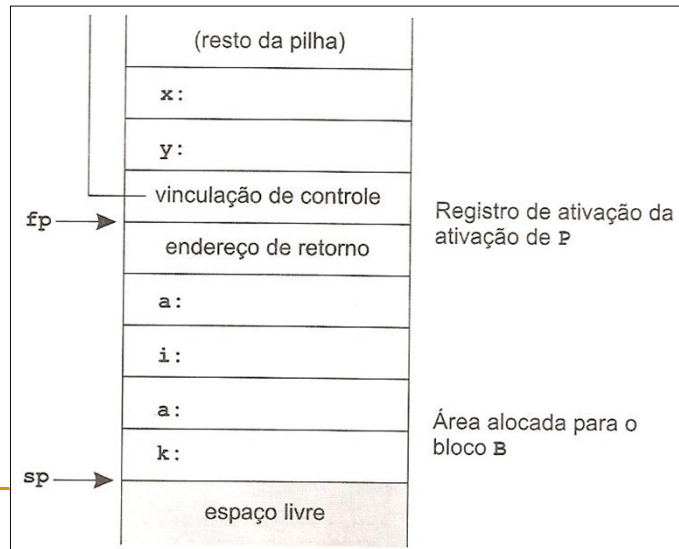 (resto da pilha)
x:
y:
vinculação de controle
fp
endereço de retorno
Registro de ativação da
ativação de P
a:
i:
a:
k:
Área alocada para o
bloco B
sp
espaço livre